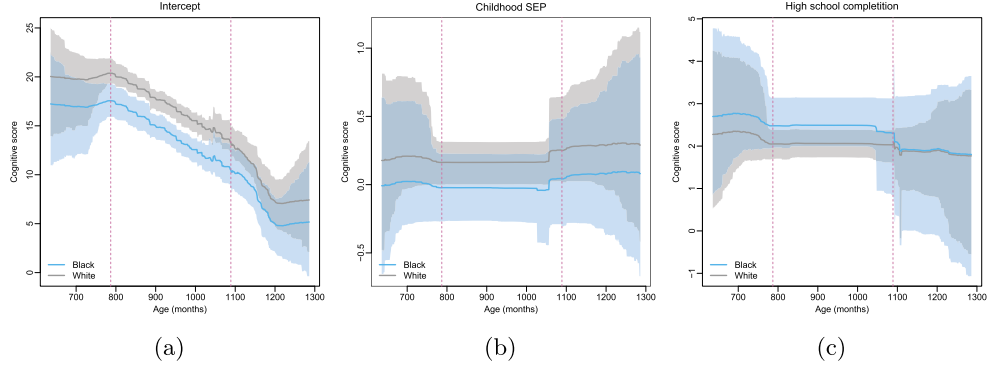 Intercept
25
20
15
10
5
0
Cognitive score
Black
White
700 800 900 1000 1100 1200 1300
Age (months)
(a)
Childhood SEP
1.0
0.5
0.0
−0.5
Cognitive score
Black
White
700 800 900 1000 1100 1200 1300
Age (months)
(b)
High school completition
5
4
3
2
1
0
−1
Cognitive score
Black
White
700 800 900 1000 1100 1200 1300
Age (months)
(c)